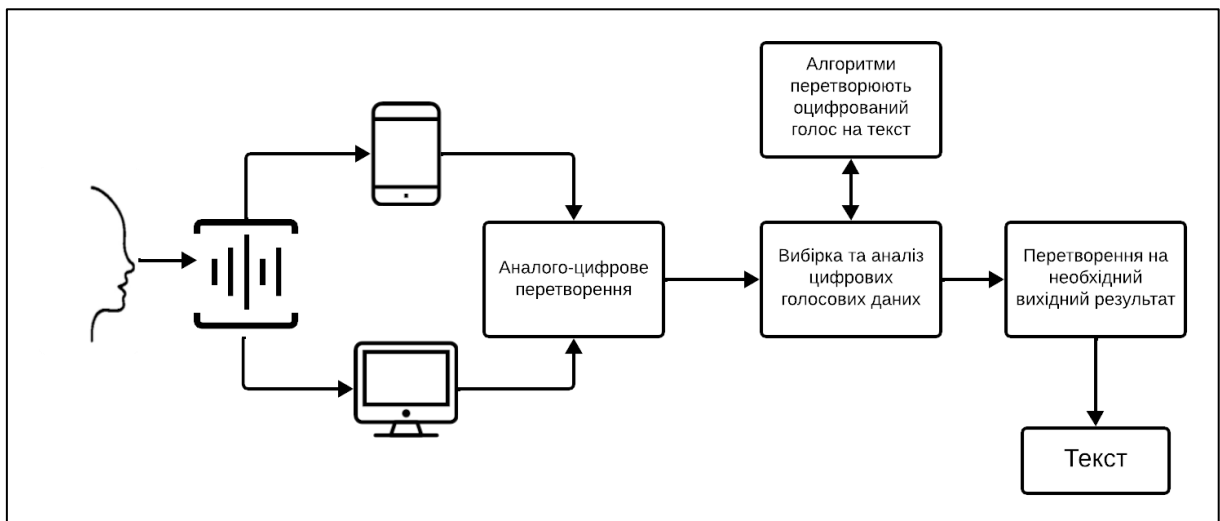 Алгоритми
перетворюють
оцифрований
голос на текст
Аналого-цифрове
перетворення
Вибірка та аналіз
цифрових
голосових даних
Перетворення на
необхідний
вихідний результат
Текст